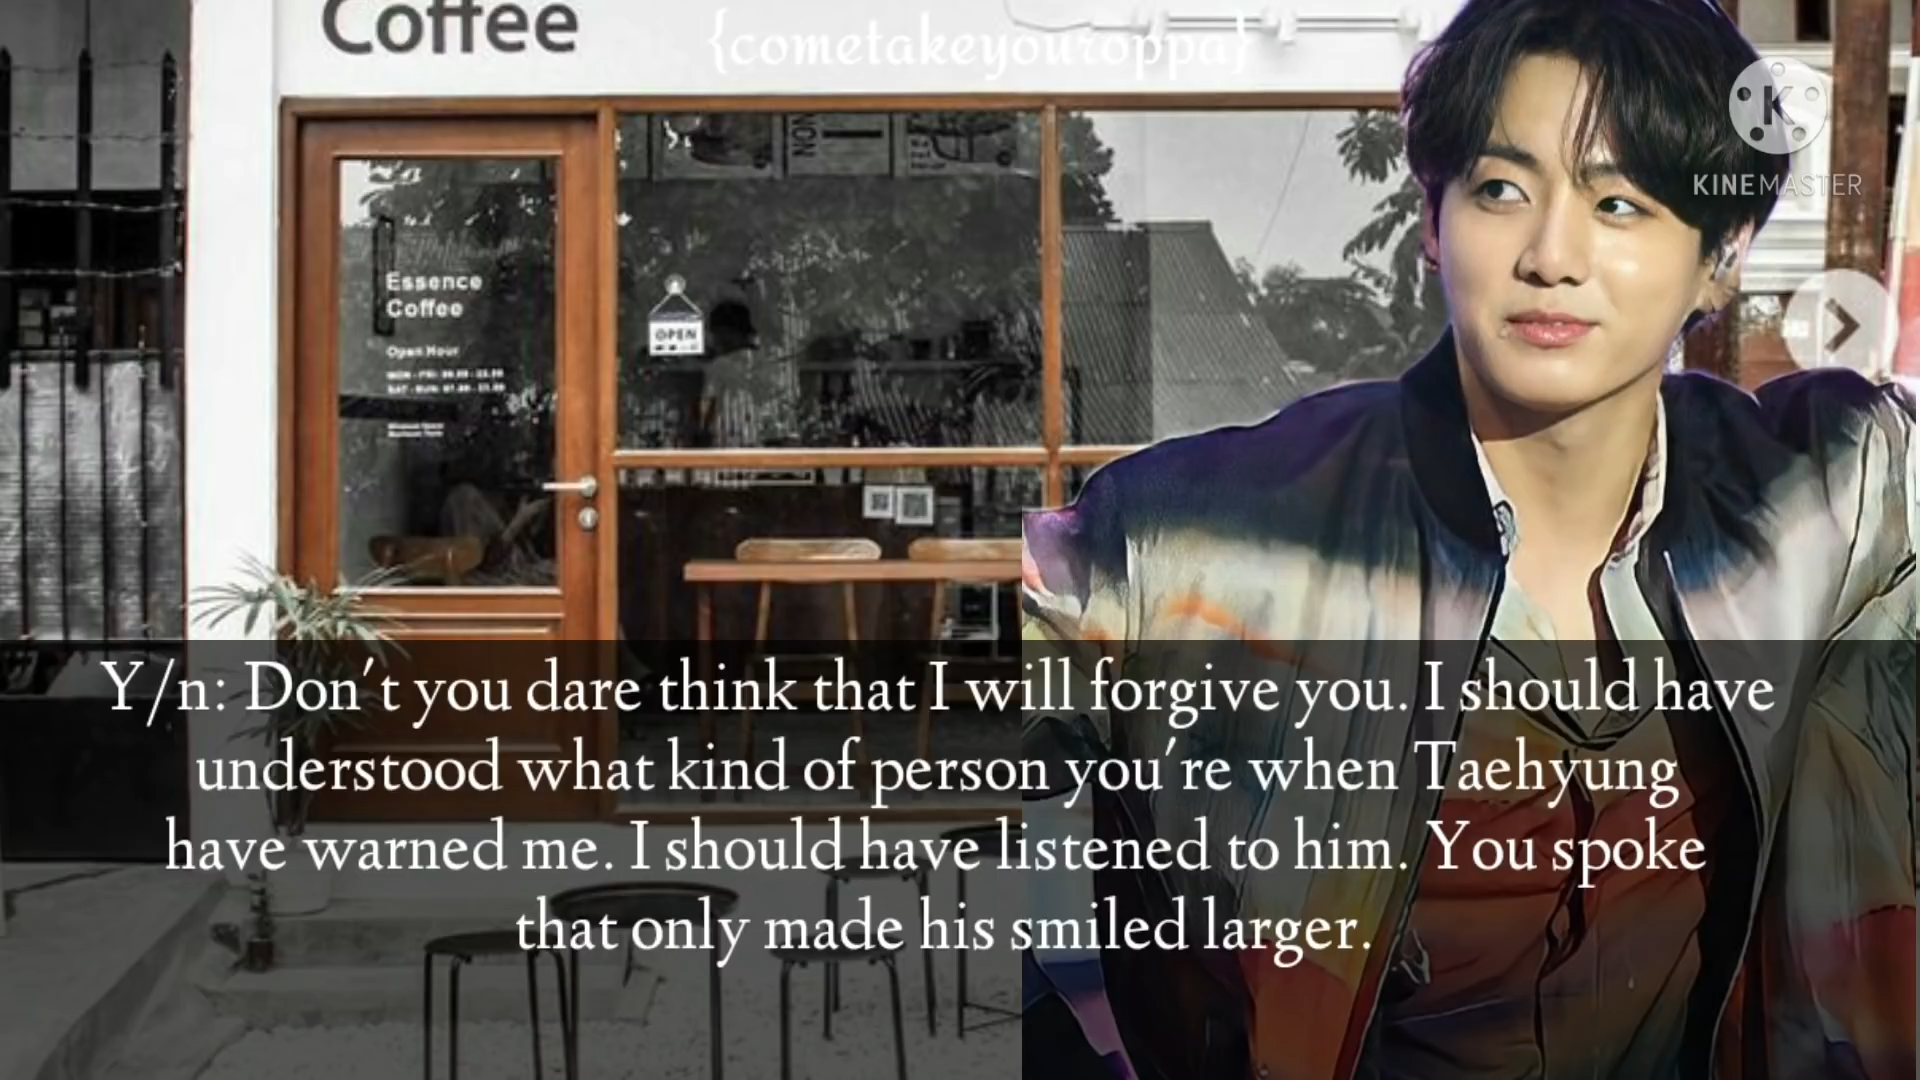 Coffee
{cometakeyouroppa}
KINEMASTER
Essence
Coffee
Open Hour
OPEN
Y/n: Don't you dare think that I will forgive you. I should have
understood what kind of person you're when Taehyung
have warned me. I should have listened to him. You spoke
that only made his smiled larger.